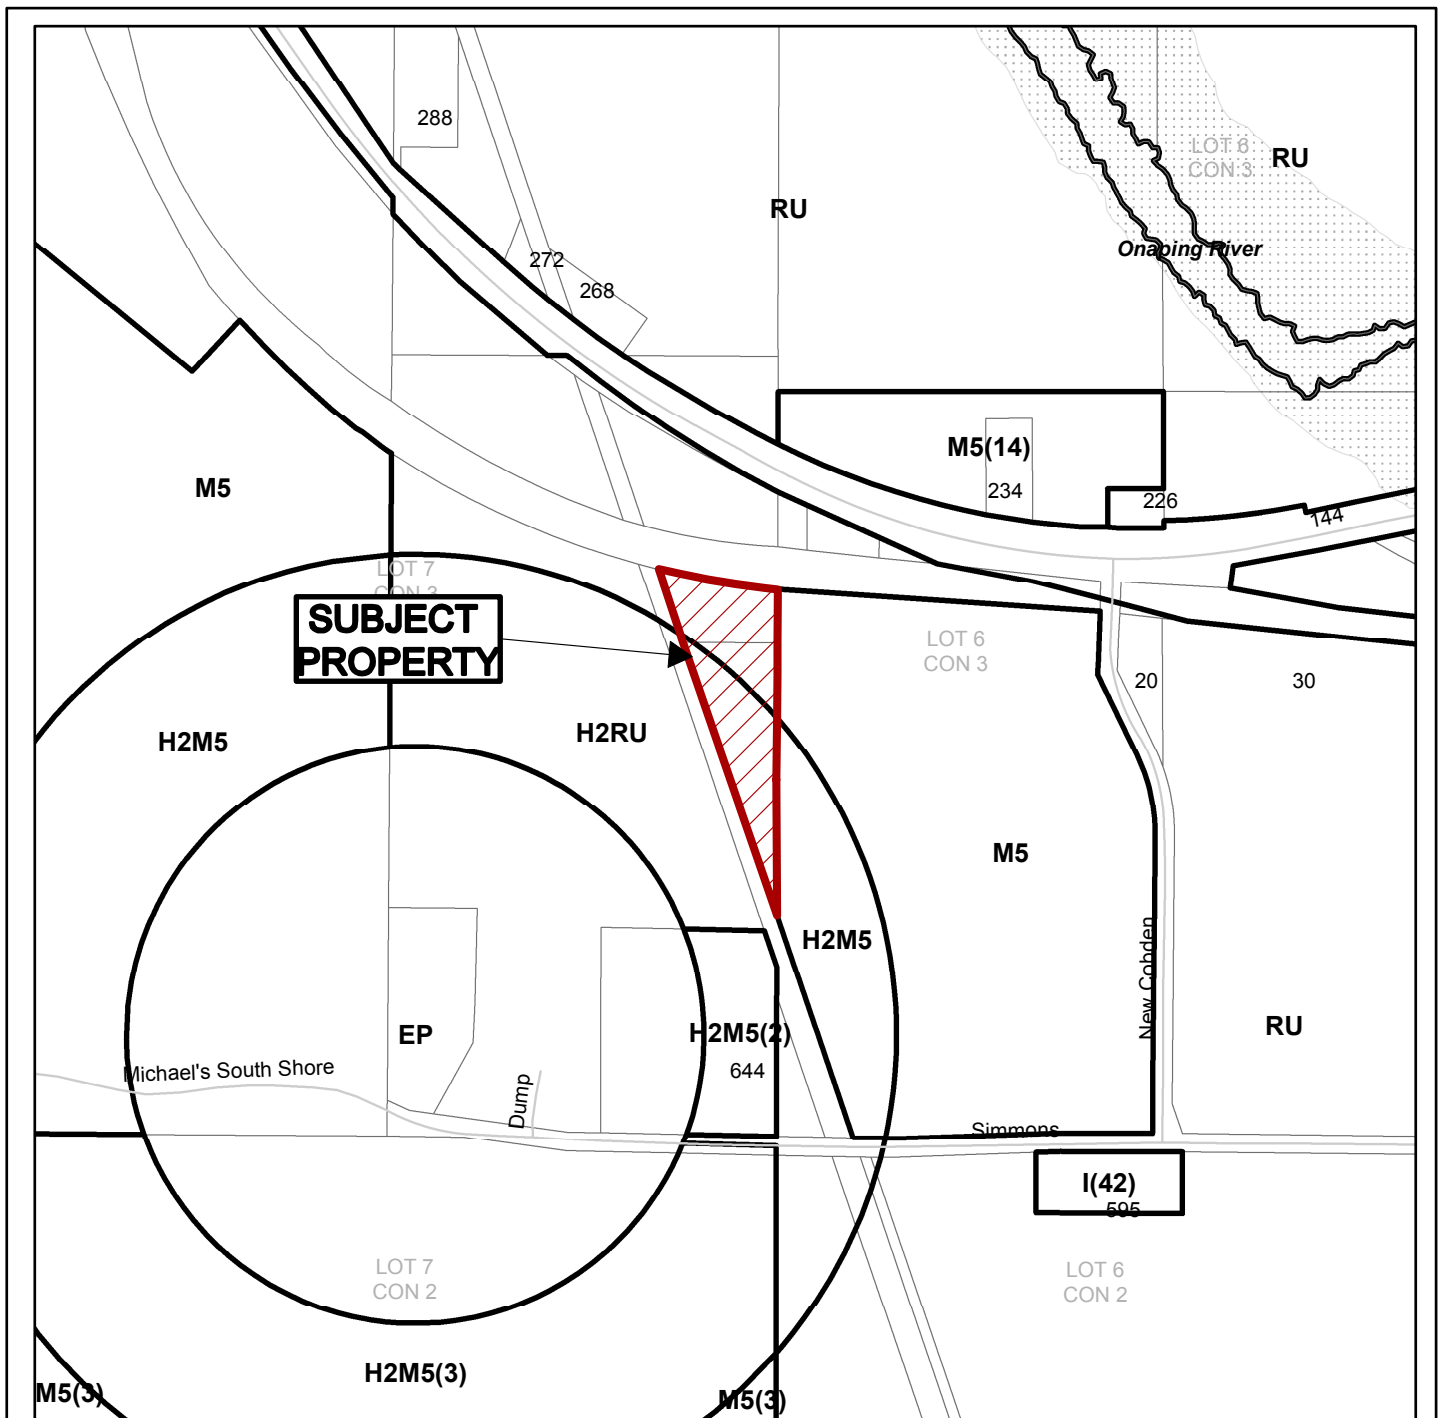 288
LOT 6
CON 3
RU
RU
Onaping River
272
268
M5(14)
M5
234
226
144
LOT 7
CON 3
SUBJECT
PROPERTY
LOT 6
CON 3
20
30
H2M5
H2RU
M5
H2M5
New Cobden
EP
H2M5(2)
RU
644
Michael's South Shore
Dump
Simmons
I(42)
595
LOT 7
CON 2
LOT 6
CON 2
H2M5(3)
M5(3)
M5(3)